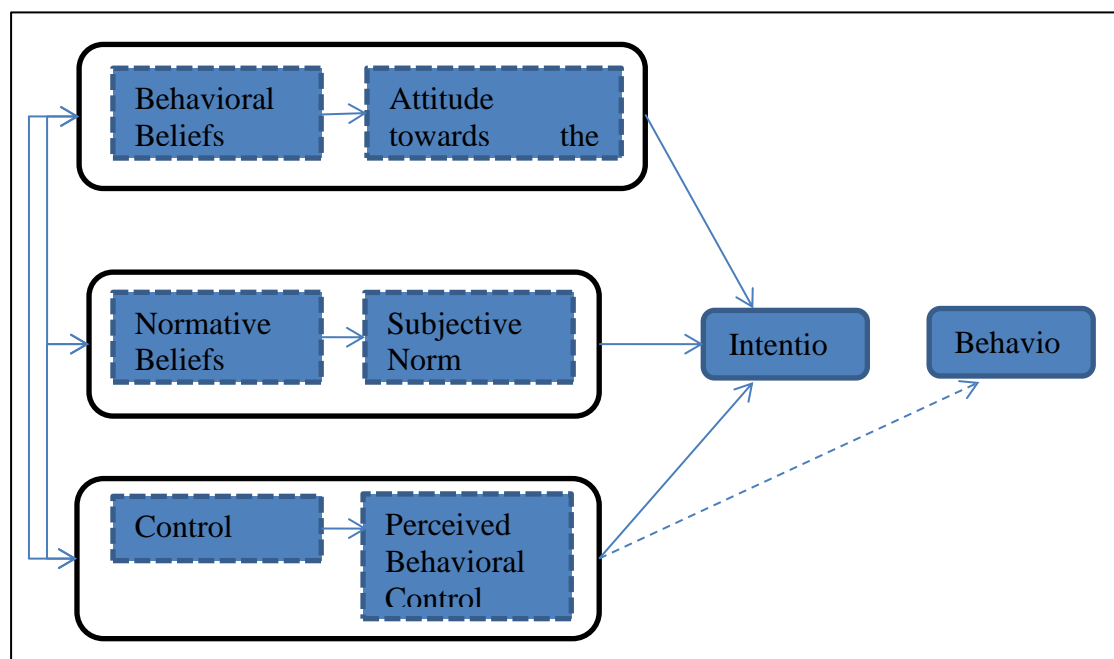 Behavioral
Beliefs
Attitude
towards the
Normative
Beliefs
Subjective
Norm
Intentio
Behavio
Control
Perceived
Behavioral
Control